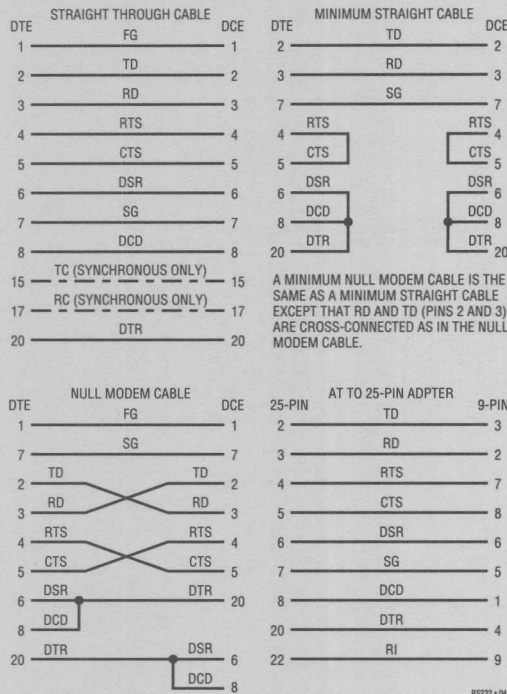 STRAIGHT THROUGH CABLE
DTE DCE
FG
1 1
TD
2 2
RD
3 3
RTS
4 4
CTS
5 5
DSR
6 6
SG
7 7
DCD
8 8
TC (SYNCHRONOUS ONLY)
15 15
RC (SYNCHRONOUS ONLY)
17 17
DTR
20 20
MINIMUM STRAIGHT CABLE
DTE DCE
TD
2 2
RD
3 3
SG
7 7
RTS RTS
4 4
CTS CTS
5 5
DSR DSR
6 6
DCD DCD
8 8
DTR DTR
20 20
A MINIMUM NULL MODEM CABLE IS THE
SAME AS A MINIMUM STRAIGHT CABLE
EXCEPT THAT RD AND TD (PINS 2 AND 3)
ARE CROSS-CONNECTED AS IN THE NULL
MODEM CABLE.
NULL MODEM CABLE
DTE DCE
FG
1 1
SG
7 7
TD TD
2 2
RD RD
3 3
RTS RTS
4 4
CTS CTS
5 5
DSR DTR
6 20
DCD
8
DTR DSR
20 6
DCD
8
AT TO 25-PIN ADPTER
25-PIN 9-PIN
TD
2 3
RD
3 2
RTS
4 7
CTS
5 8
DSR
6 6
SG
7 5
DCD
8 1
DTR
20 4
RI
22 9
RS232 • 04